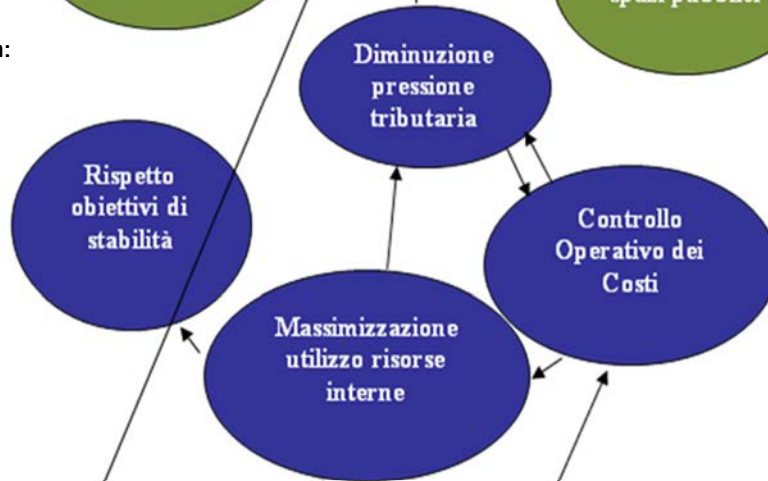 Diminuzione
pressione
tributaria
Rispetto
obiettivi di
stabilità
Controllo
Operativo dei
Costi
Massimizzazione
utilizzo risorse
interne